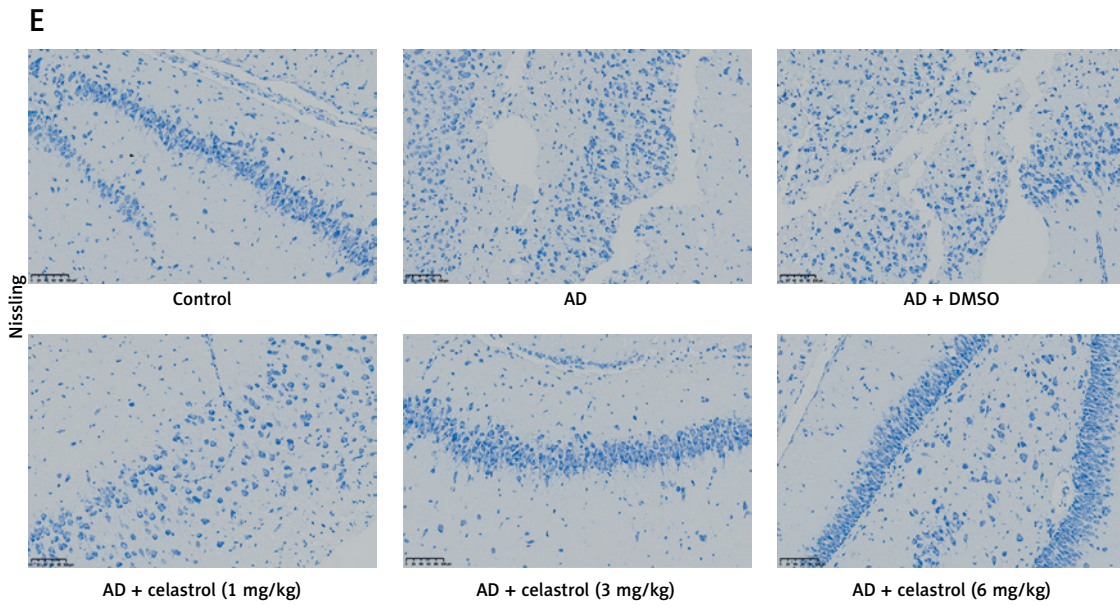 E
Nissling
Control
AD
AD + DMSO
AD + celastrol (1 mg/kg)
AD + celastrol (3 mg/kg)
AD + celastrol (6 mg/kg)